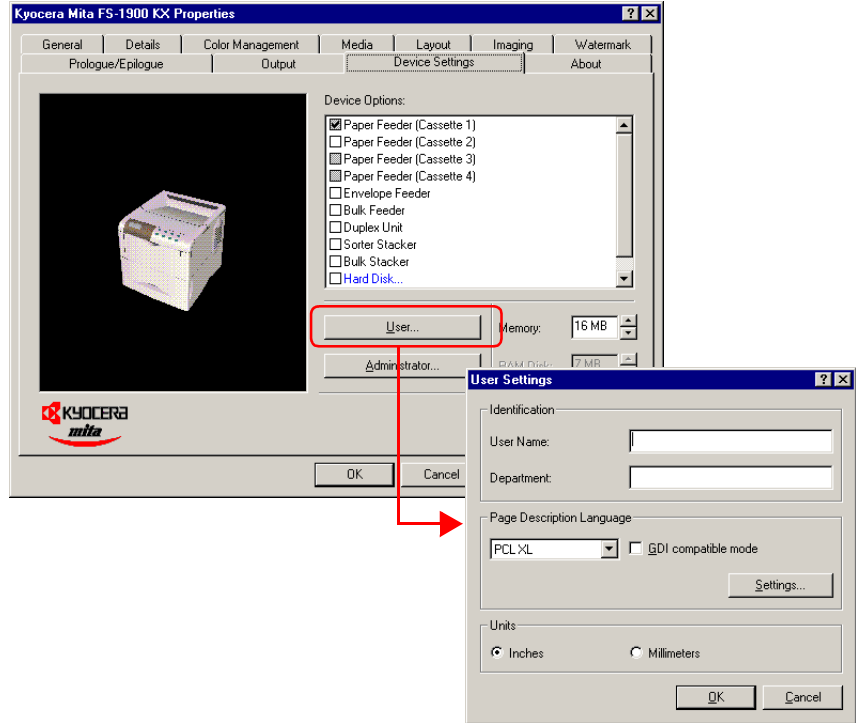 Kyocera Mita FS-1900 KX Properties
General Details Color Management Media Layout Imaging Watermark
Prologue/Epilogue Output Device Settings About
Device Options:
Paper Feeder (Cassette 1)
Paper Feeder (Cassette 2)
Paper Feeder (Cassette 3)
Paper Feeder (Cassette 4)
Envelope Feeder
Bulk Feeder
Duplex Unit
Sorter Stacker
Bulk Stacker
Hard Disk...
User... Memory: 16 MB
Administrator... RAM Disk: 7 MB
KYOCERA
mita
OK Cancel
User Settings
Identification
User Name:
Department:
Page Description Language
PCL XL GDI compatible mode
Settings...
Units
Inches Millimeters
OK Cancel